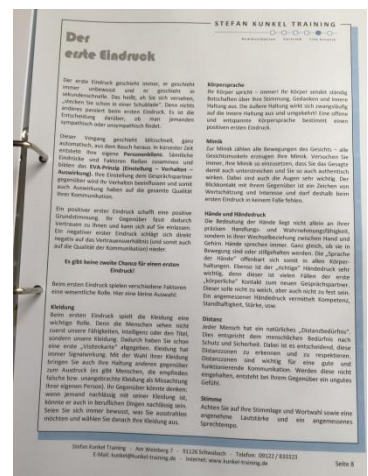 STEFAN KUNKEL TRAINING
Kommunikation Vertrieb Live erleben
Der
erste Eindruck
Der erste Eindruck geschieht immer, er geschieht
immer unbewusst und er geschieht in
sekundenschnelle. Das heißt, ab Sie sich versehen,
„stecken Sie schon in einer Schublade“. Denn nichts
anderes passiert beim ersten Eindruck. Es ist die
Entscheidung darüber, ob man jemanden
sympathisch oder unsympathisch findet.
Dieser Vorgang geschieht blitzschnell, ganz
automatisch, aus dem Bauch heraus. In kürzester Zeit
entsteht Ihre eigene Personenbilanz. Sämtliche
Eindrücke und Faktoren fließen zusammen und
bilden das EVA-Prinzip (Einstellung – Verhalten –
Auswirkung). Ihre Einstellung dem Gesprächspartner
gegenüber wird Ihr Verhalten beeinflussen und somit
auch Auswirkung haben auf die gesamte Qualität
Ihrer Kommunikation.
Ein positiver erster Eindruck schafft eine positive
Grundstimmung. Ihr Gegenüber fasst dadurch
Vertrauen zu Ihnen und kann sich auf Sie einlassen.
Ein negativer erster Eindruck schlägt sich direkt
negativ auf das Vertrauensverhältnis (und somit auch
auf die Qualität der Kommunikation) nieder.
Es gibt keine zweite Chance für einen ersten
Eindruck!
Beim ersten Eindruck spielen verschiedene Faktoren
eine wesentliche Rolle. Hier eine kleine Auswahl:
Kleidung
Beim ersten Eindruck spielt die Kleidung eine
wichtige Rolle. Denn die Menschen sehen nicht
zuerst unsere Fähigkeiten, Intelligenz oder den Titel,
sondern unsere Kleidung. Dadurch haben Sie schon
eine erste „Visitenkarte“ abgegeben. Kleidung hat
immer Signalwirkung. Mit der Wahl Ihrer Kleidung
bringen Sie auch Ihre Haltung anderen gegenüber
zum Ausdruck (es gibt Menschen, die empfinden
falsche bzw. unangebrachte Kleidung als Missachtung
ihrer eigenen Person). Ihr Gegenüber könnte denken:
wenn jemand nachlässig mit seiner Kleidung ist,
könnte er auch in beruflichen Dingen nachlässig sein.
Seien Sie sich immer bewusst, was Sie ausstrahlen
möchten und wählen Sie danach Ihre Kleidung aus.
Körpersprache
Ihr Körper spricht – immer! Ihr Körper sendet ständig
Botschaften über Ihre Stimmung, Gedanken und innere
Haltung aus. Die äußere Haltung wirkt sich zwangsläufig
auf die innere Haltung aus und umgekehrt! Eine offene
und entspannte Körpersprache bestimmt einen
positiven ersten Eindruck.
Mimik
Zur Mimik zählen alle Bewegungen des Gesichts – alle
Gesichtsmuskeln erzeugen Ihre Mimik. Versuchen Sie
immer, Ihre Mimik so einzusetzen, dass Sie das Gesagte
damit auch unterstreichen und Sie so auch authentisch
wirken. Dabei sind auch die Augen sehr wichtig. Der
Blickkontakt mit Ihrem Gegenüber ist ein Zeichen von
Wertschätzung und Interesse und darf deshalb beim
ersten Eindruck in keinem Falle fehlen.
Hände und Händedruck
Die Bedeutung der Hände liegt nicht allein an Ihrer
präzisen Handlungs- und Wahrnehmungsfähigkeit,
sondern in ihrer Wechselbeziehung zwischen Hand und
Gehirn. Hände sprechen immer. Ganz gleich, ob sie in
Bewegung sind oder stillgehalten werden. Die „Sprache
der Hände“ offenbart sich somit in allen Körper-
haltungen. Ebenso ist der „richtige“ Händedruck sehr
wichtig, denn dieser ist vielen Fällen der erste
„körperliche“ Kontakt zum neuen Gesprächspartner.
Dieser solle nicht zu weich, aber auch nicht zu fest sein.
Ein angemessener Händedruck vermittelt Kompetenz,
Standhaftigkeit, Stärke, usw.
Distanz
Jeder Mensch hat ein natürliches „Distanzbedürfnis“.
Dies entspricht dem menschlichen Bedürfnis nach
Schutz und Sicherheit. Dabei ist es entscheidend, diese
Distanzzonen zu erkennen und zu respektieren.
Distanzzonen sind wichtig für eine gute und
funktionierende Kommunikation. Werden diese nicht
eingehalten, entsteht bei Ihrem Gegenüber ein ungutes
Gefühl.
Stimme
Achten Sie auf Ihre Stimmlage und Wortwahl sowie eine
angenehme Lautstärke und ein angemessenes
Sprechtempo.
Stefan Kunkel Training - Am Weinberg 7 - 91126 Schwabach - Telefon: 09122 / 833323
E-Mail: kunkel@kunkel-training.de - Internet: www.kunkel-training.de
Seite 8